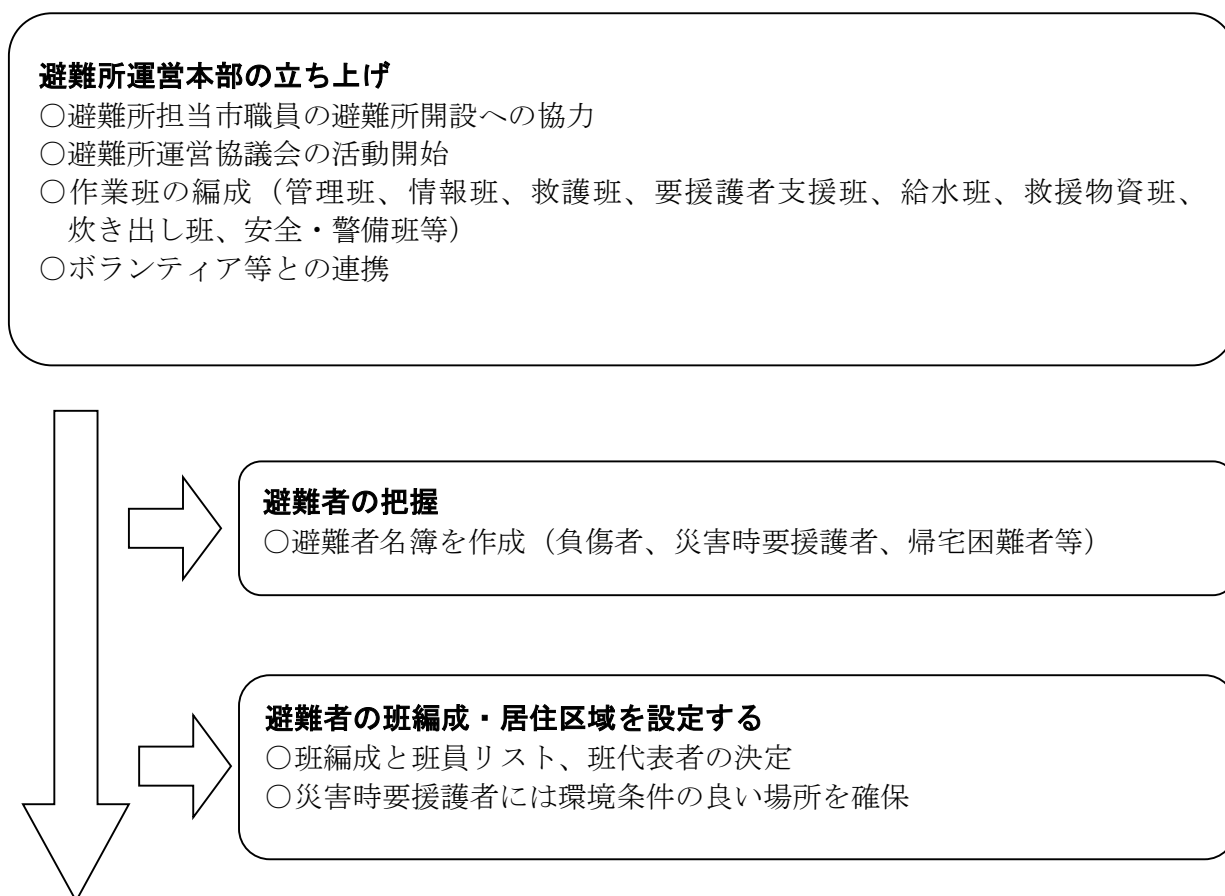 避難所運営本部の立ち上げ
○避難所担当市職員の避難所開設への協力
○避難所運営協議会の活動開始
○作業班の編成（管理班、情報班、救護班、要援護者支援班、給水班、救援物資班、
炊き出し班、安全・警備班等）
○ボランティア等との連携
避難者の把握
○避難者名簿を作成（負傷者、災害時要援護者、帰宅困難者等）
避難者の班編成・居住区域を設定する
○班編成と班員リスト、班代表者の決定
○災害時要援護者には環境条件の良い場所を確保